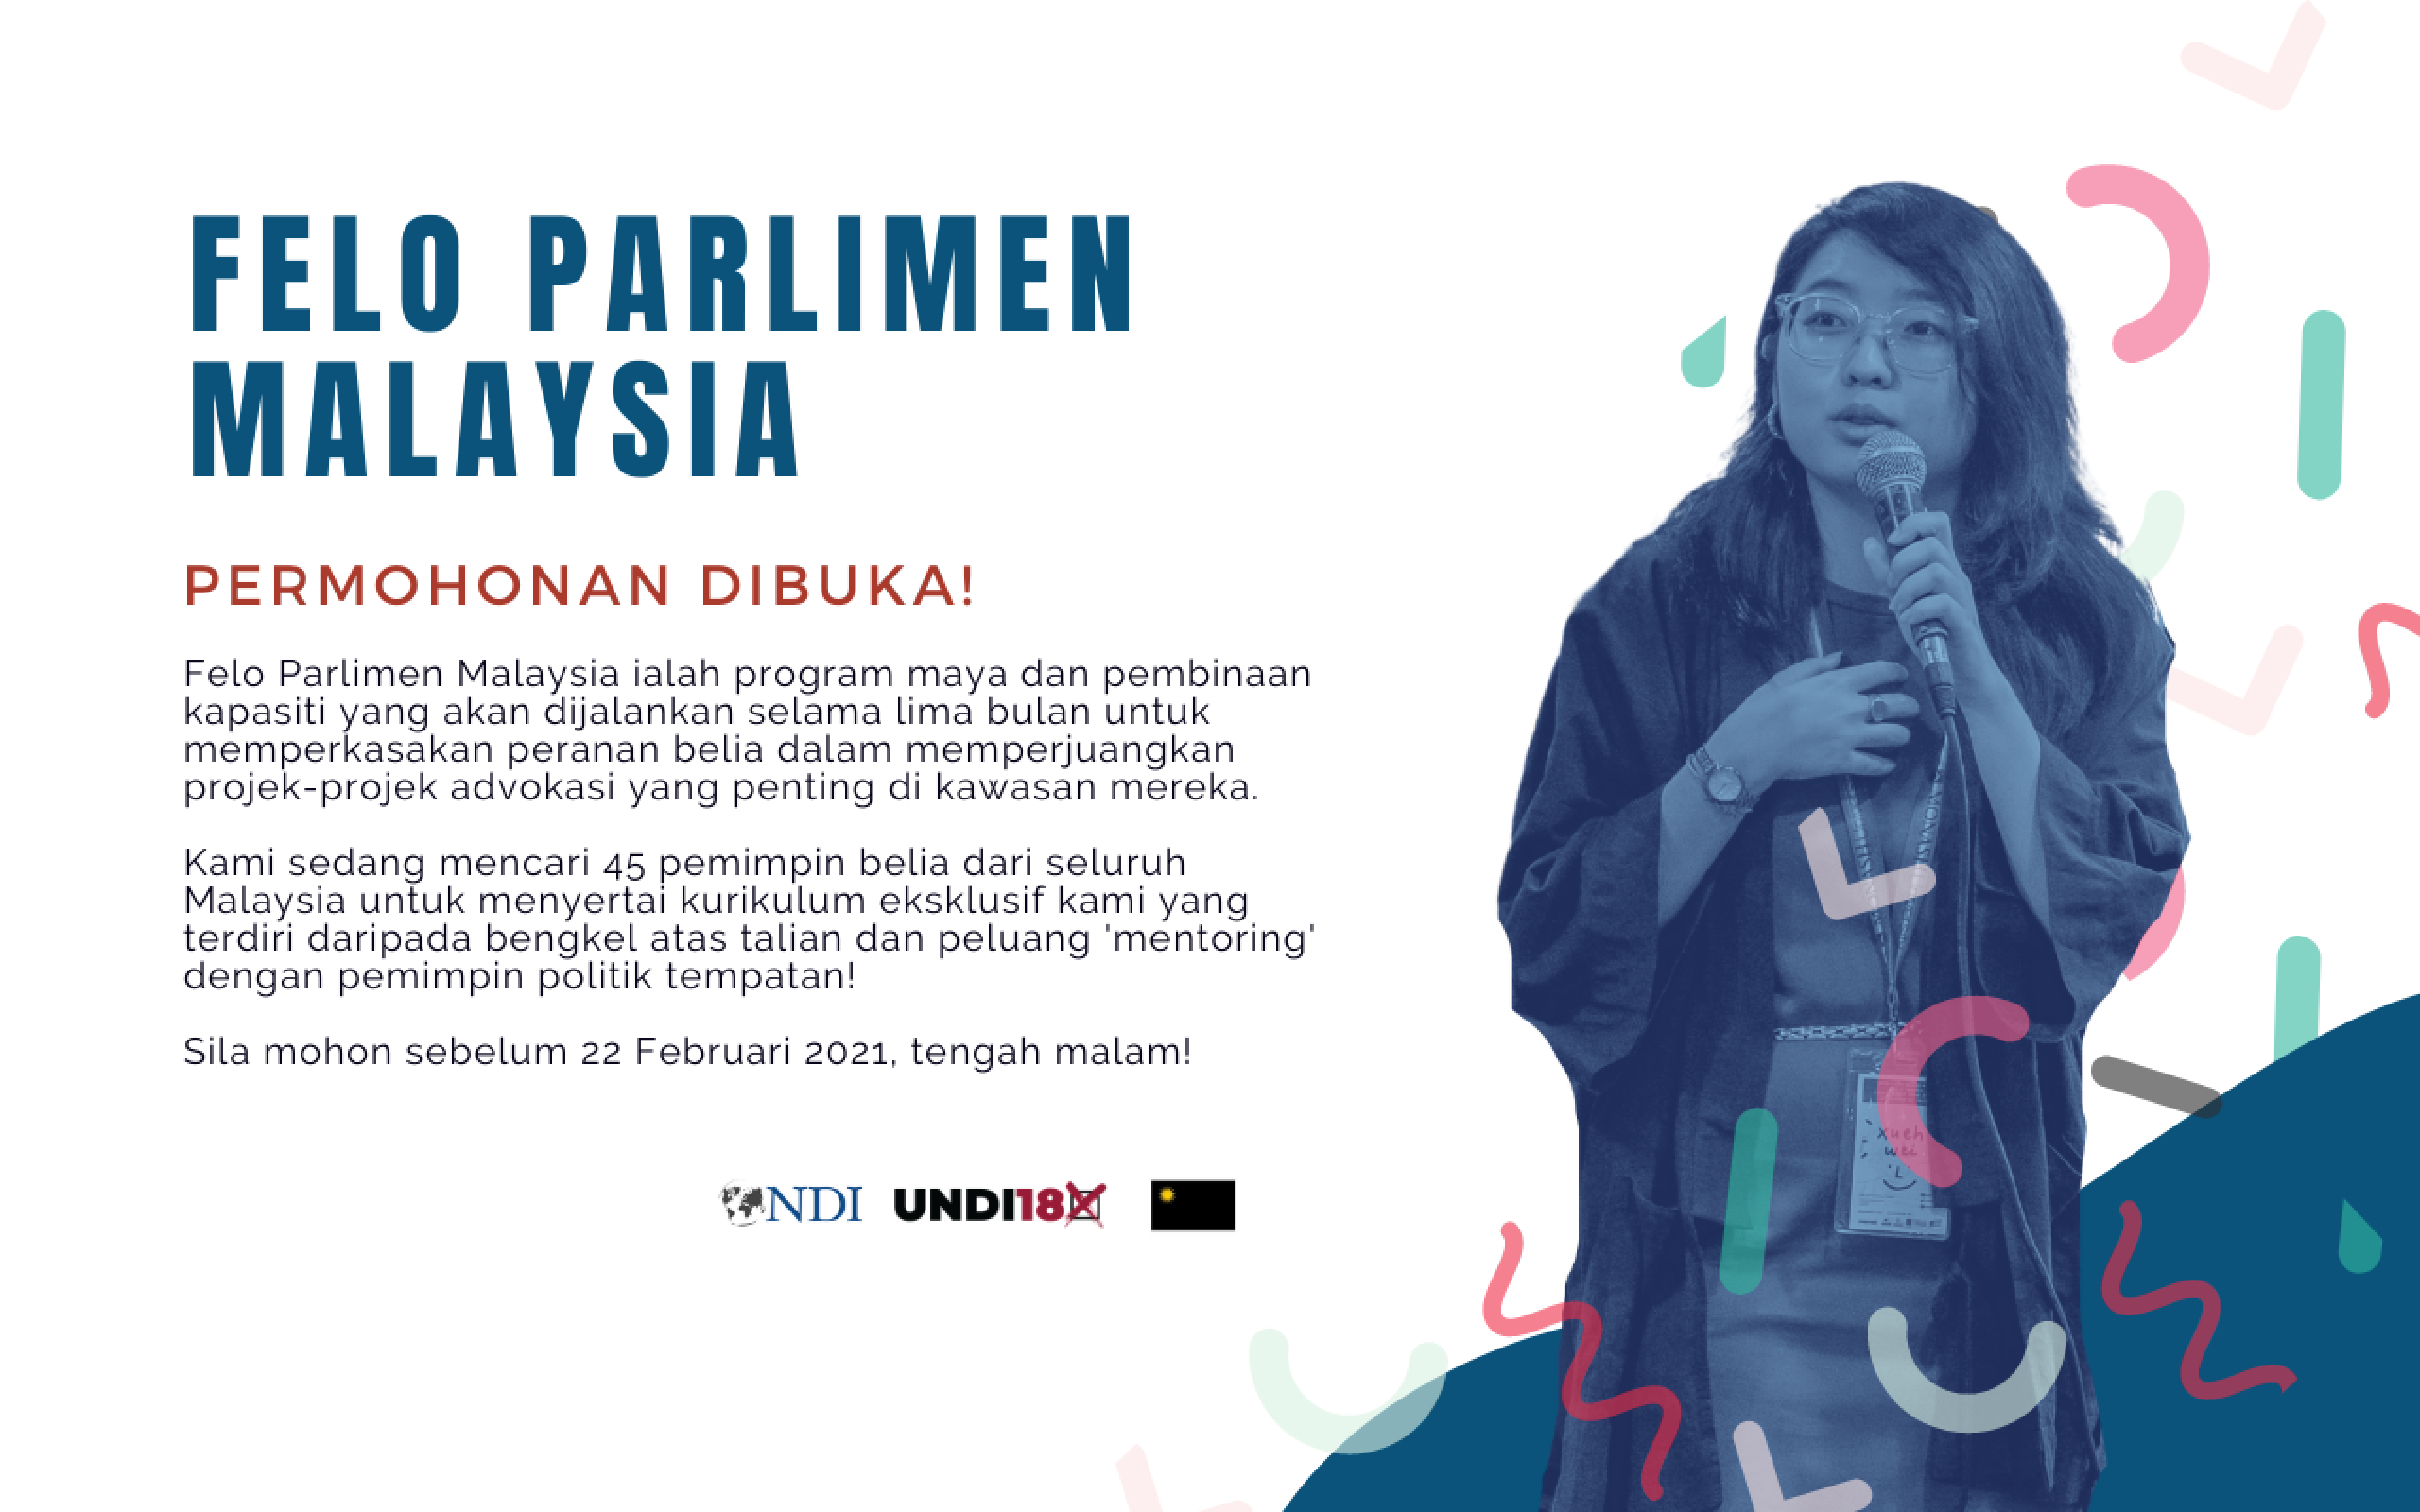 FELO PARLIMEN
MALAYSIA
PERMOHONAN DIBUKA!
Felo Parlimen Malaysia ialah program maya dan pembinaan
kapasiti yang akan dijalankan selama lima bulan untuk
memperkasakan peranan belia dalam memperjuangkan
projek-projek advokasi yang penting di kawasan mereka.
Kami sedang mencari 45 pemimpin belia dari seluruh
Malaysia untuk menyertai kurikulum eksklusif kami yang
terdiri daripada bengkel atas talian dan peluang 'mentoring'
dengan pemimpin politik tempatan!
Sila mohon sebelum 22 Februari 2021, tengah malam!
NDI UNDI18
xueh
wei